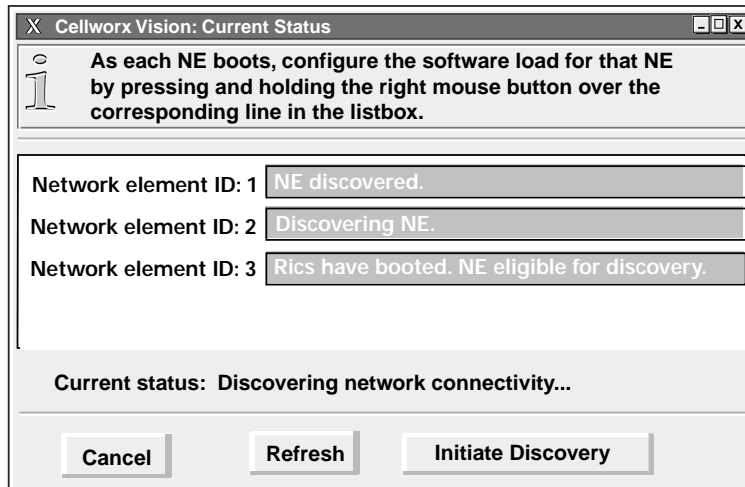 X Cellworx Vision: Current Status
i As each NE boots, configure the software load for that NE
by pressing and holding the right mouse button over the
corresponding line in the listbox.
Network element ID: 1 NE discovered.
Network element ID: 2 Discovering NE.
Network element ID: 3 Rics have booted. NE eligible for discovery.
Current status: Discovering network connectivity...
Cancel Refresh Initiate Discovery